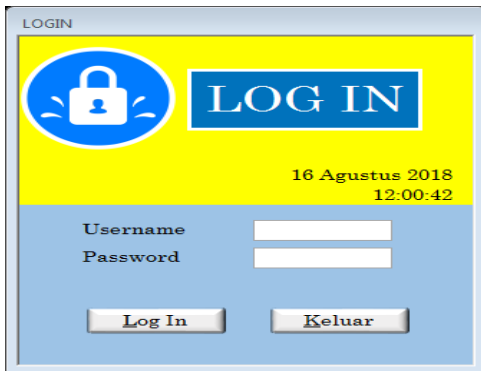 LOGIN
LOG IN
16 Agustus 2018
12:00:42
Username
Password
Log In Keluar